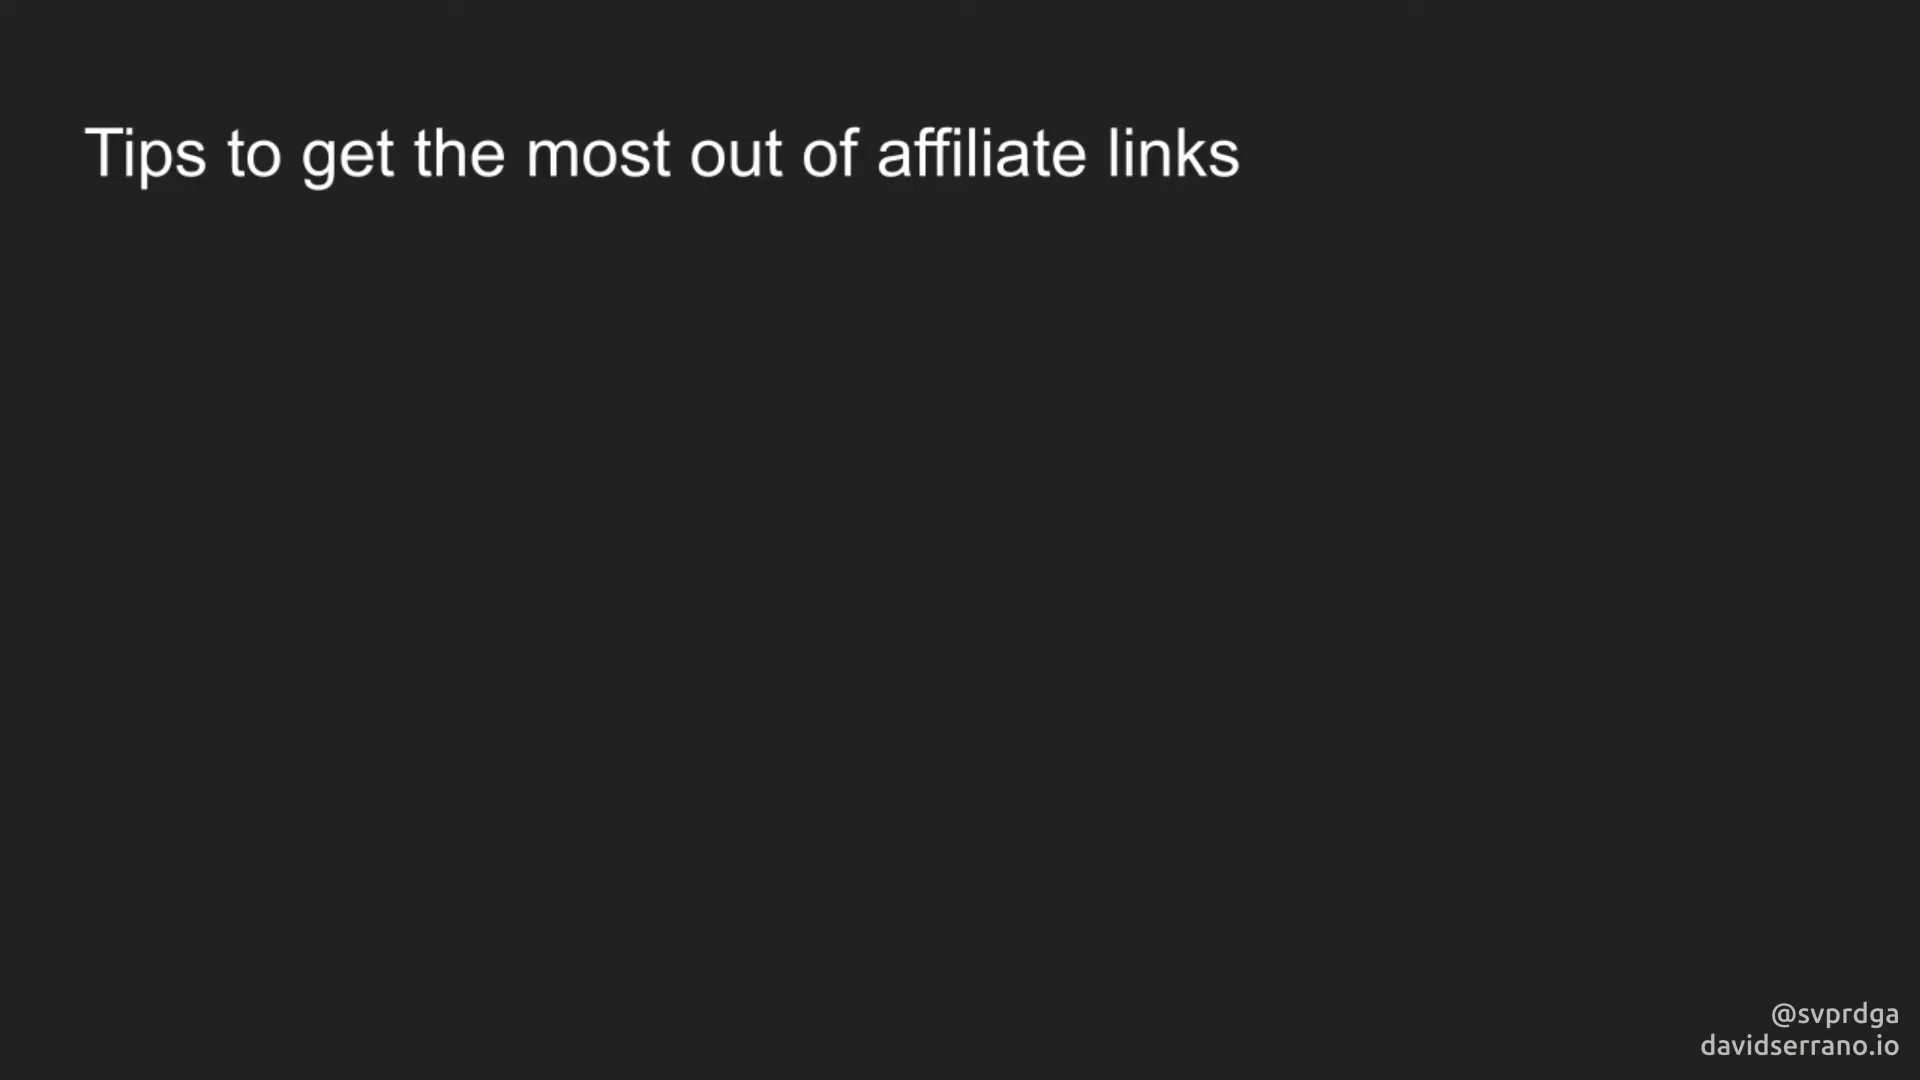 Tips to get the most out of affiliate links
@svprdga
davidserrano.io